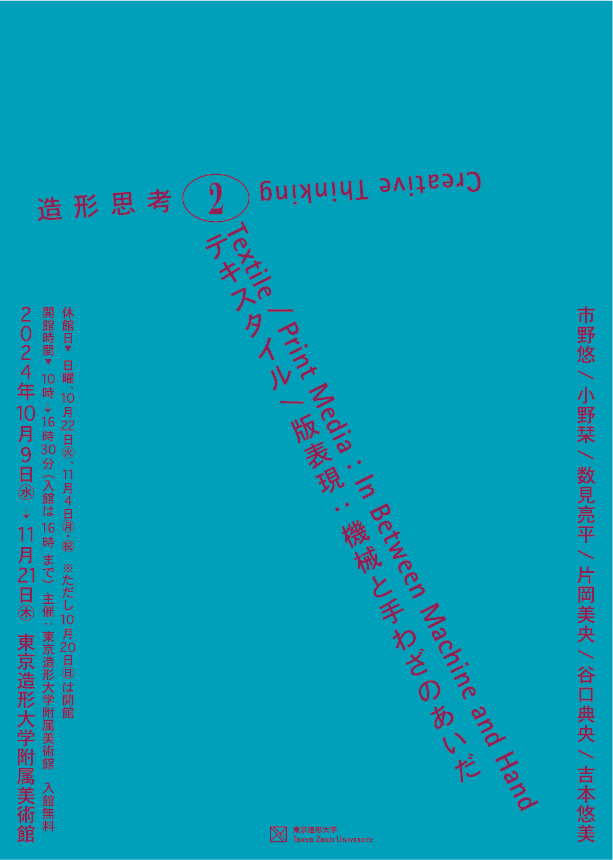 造形思考
2
Creative Thinking
Textile / Print Media : In Between Machine and Hand
テキスタイル / 版表現 : 機械と手わざのあいだ
市野悠 / 小野栞 / 数見亮平 / 片岡美央 / 谷口典央 / 吉本悠美
休館日▼ 日曜、10月22日㊋、11月4日㊊・㊗ ※ただし10月20日㊐は開館
開館時間▼ 10時↓16時30分（入館は16時まで） 主催：東京造形大学附属美術館 入館無料
2024年10月9日㊌↓11月21日㊍ 東京造形大学附属美術館
東京造形大学
Tokyo Zokei University